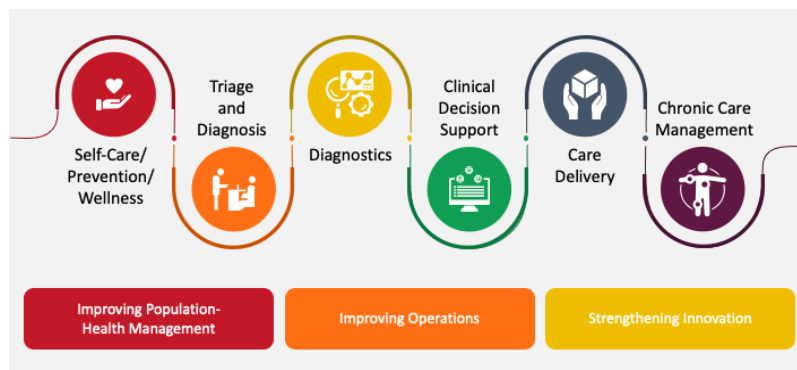 Self-Care/
Prevention/
Wellness
Triage
and
Diagnosis
Diagnostics
Clinical
Decision
Support
Care
Delivery
Chronic Care
Management
Improving Population-
Health Management
Improving Operations
Strengthening Innovation